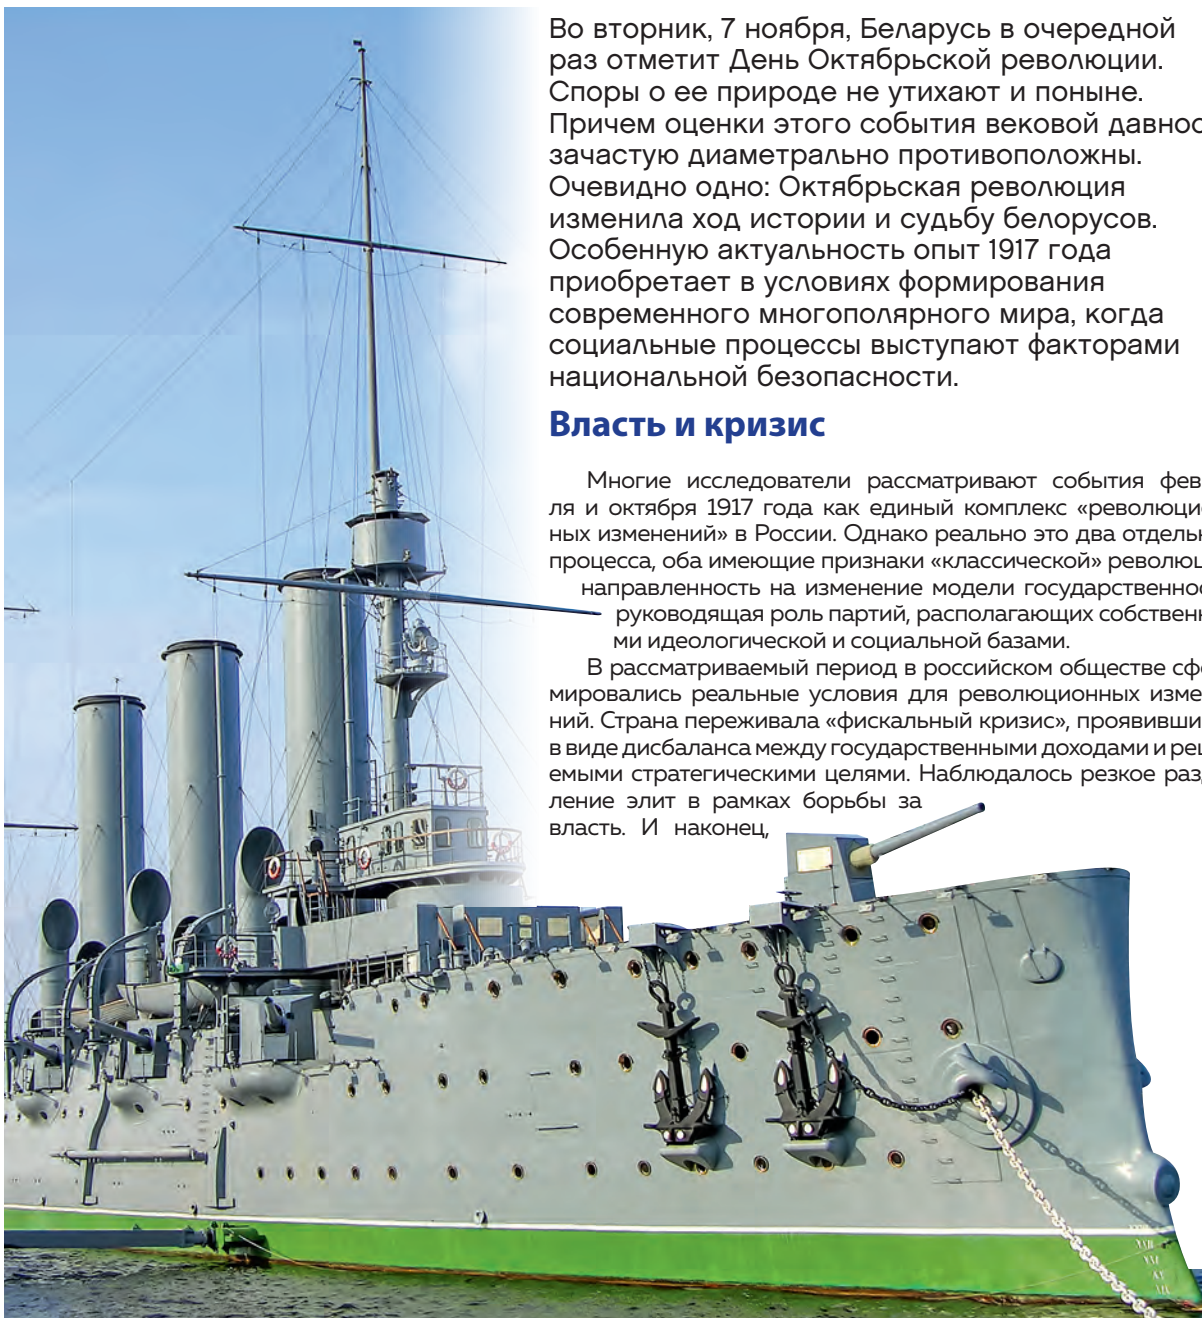 Во вторник, 7 ноября, Беларусь в очередной
раз отметит День Октябрьской революции.
Споры о ее природе не утихают и поныне.
Причем оценки этого события вековой давнос
зачастую диаметрально противоположны.
Очевидно одно: Октябрьская революция
изменила ход истории и судьбу белорусов.
Особенную актуальность опыт 1917 года
приобретает в условиях формирования
современного многополярного мира, когда
социальные процессы выступают факторами
национальной безопасности.
Власть и кризис
Многие исследователи рассматривают события фев
ля и октября 1917 года как единый комплекс «революци
ных изменений» в России. Однако реально это два отдель
процесса, оба имеющие признаки «классической» революц
направленность на изменение модели государственнос
руководящая роль партий, располагающих собствен
ми идеологической и социальной базами.
В рассматриваемый период в российском обществе сф
мировались реальные условия для революционных изме
ний. Страна переживала «фискальный кризис», проявивши
в виде дисбаланса между государственными доходами и ре
емыми стратегическими целями. Наблюдалось резкое раз
ление элит в рамках борьбы за
власть. И наконец,